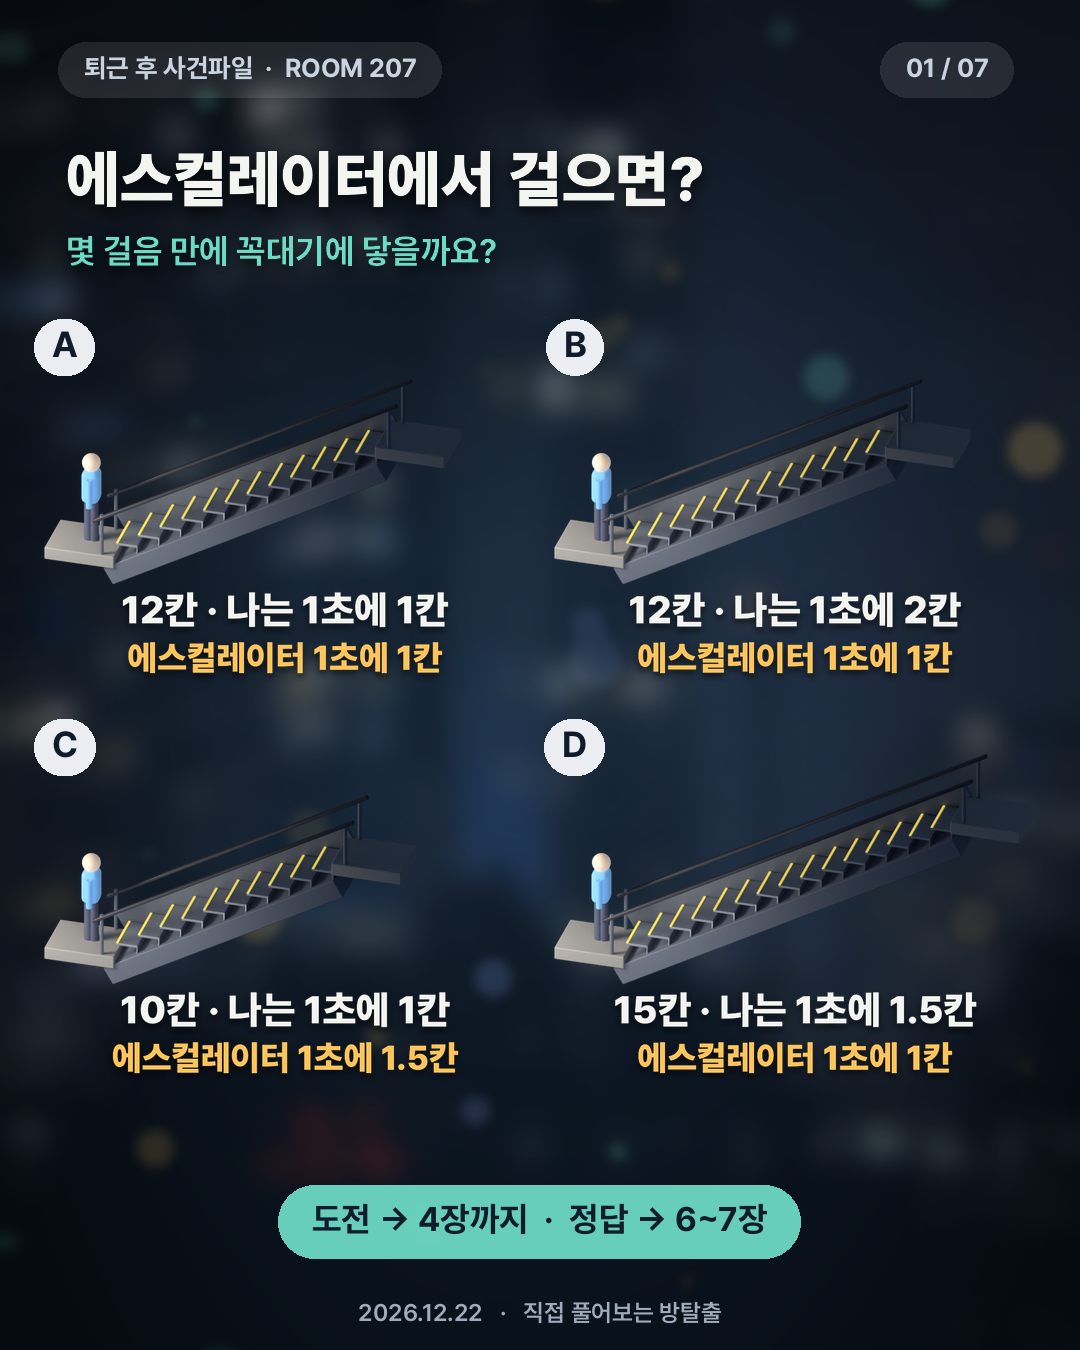 퇴근 후 사건파일 · ROOM 207
01 / 07
에스컬레이터에서 걸으면?
몇 걸음 만에 꼭대기에 닿을까요?
A
12칸 · 나는 1초에 1칸
에스컬레이터 1초에 1칸
B
12칸 · 나는 1초에 2칸
에스컬레이터 1초에 1칸
C
10칸 · 나는 1초에 1칸
에스컬레이터 1초에 1.5칸
D
15칸 · 나는 1초에 1.5칸
에스컬레이터 1초에 1칸
도전 → 4장까지 · 정답 → 6~7장
2026.12.22 · 직접 풀어보는 방탈출